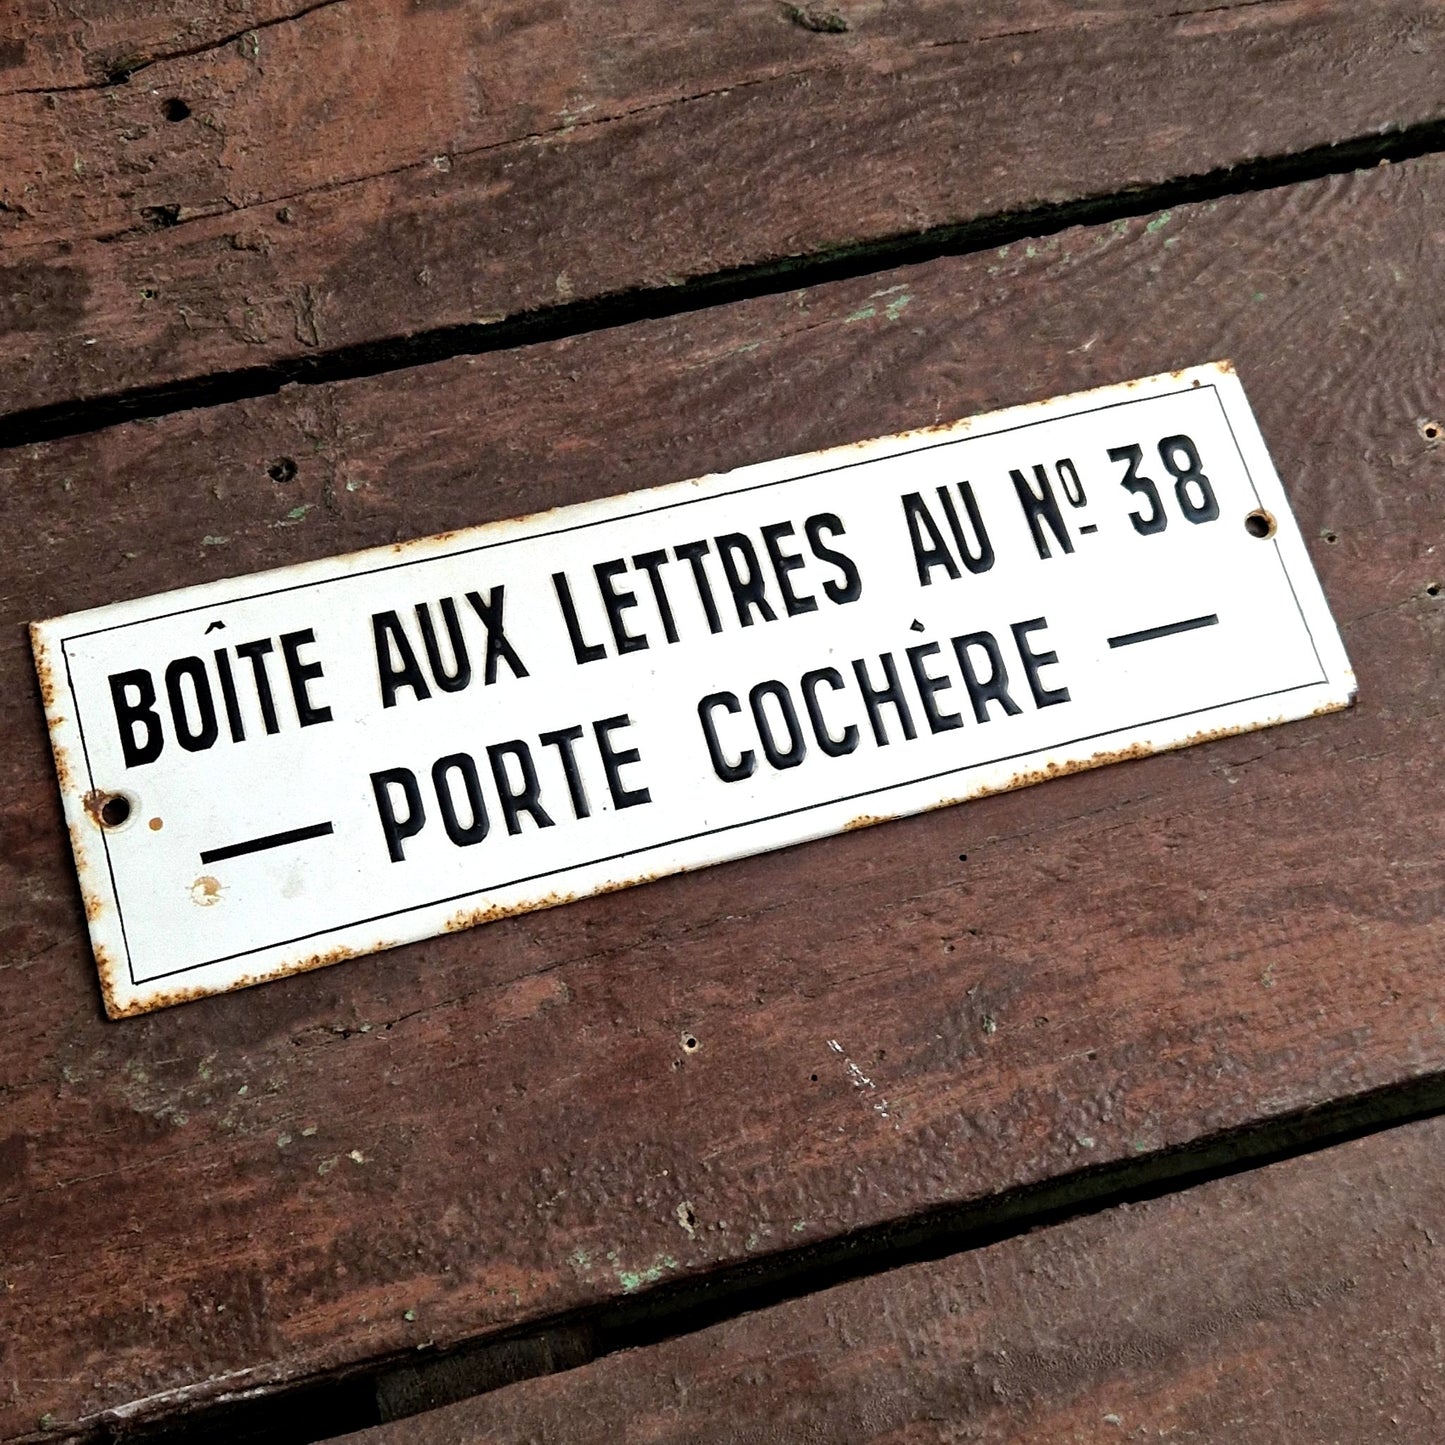 BOÎTE AUX LETTRES AU Nº 38
— PORTE COCHÈRE —